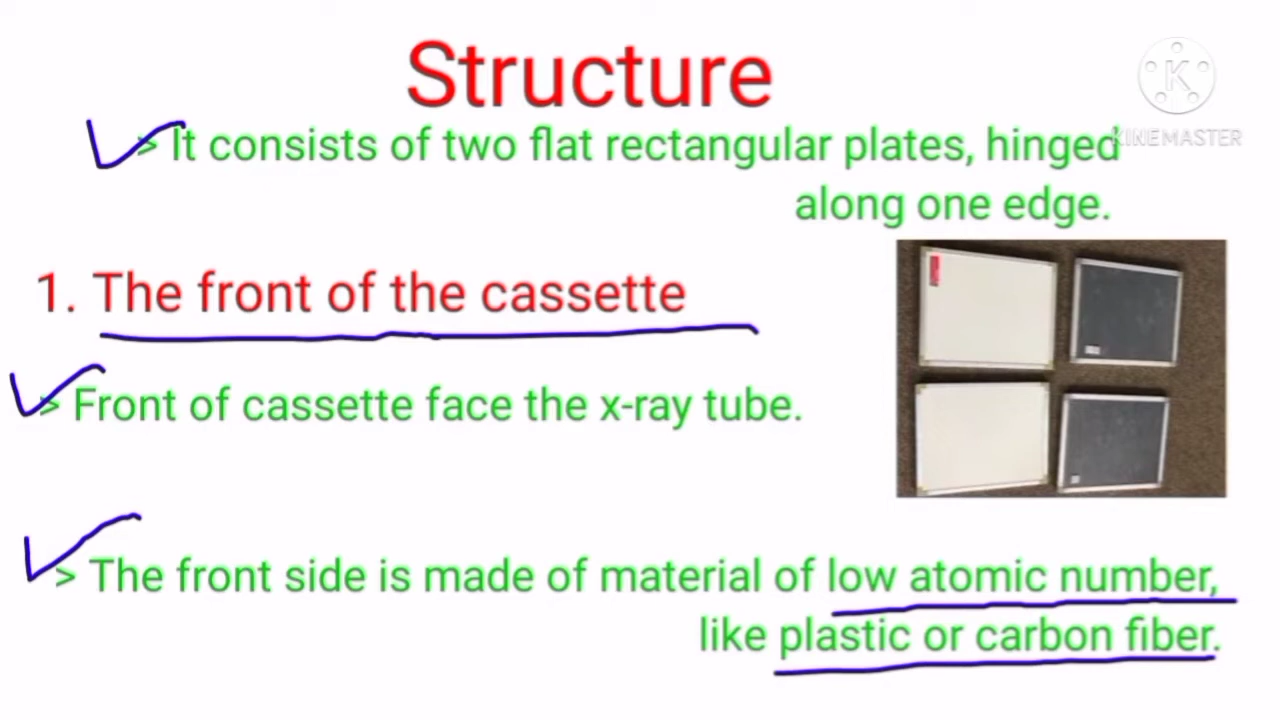 Structure
> It consists of two flat rectangular plates, hinged
along one edge.
1. The front of the cassette
> Front of cassette face the x-ray tube.
> The front side is made of material of low atomic number,
like plastic or carbon fiber.
K
KINEMASTER